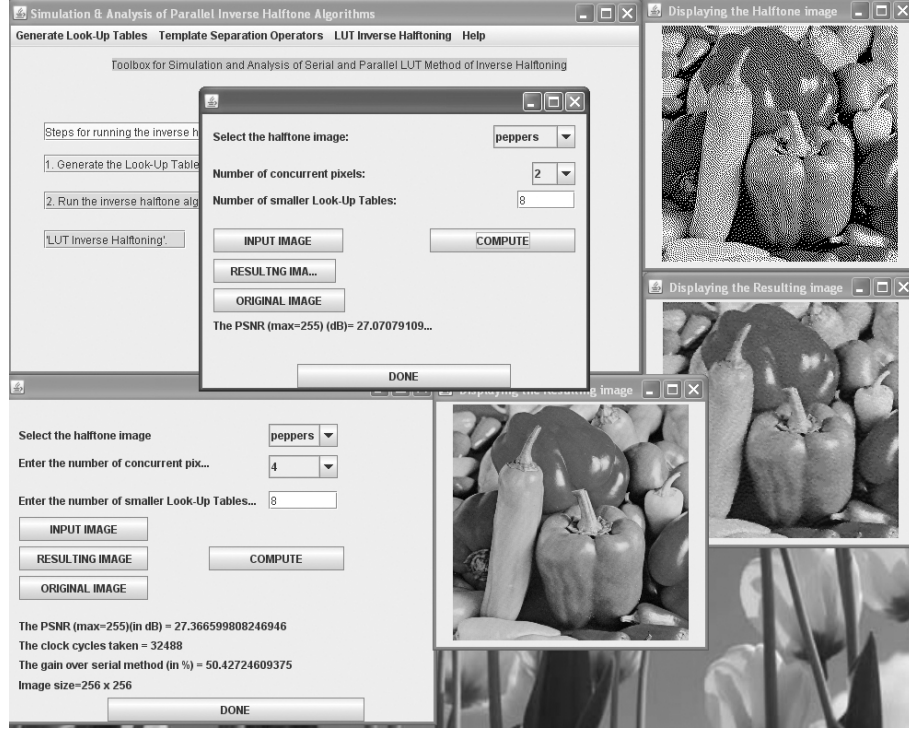 Simulation & Analysis of Parallel Inverse Halftone Algorithms
Generate Look-Up Tables Template Separation Operators LUT Inverse Halftoning Help
Toolbox for Simulation and Analysis of Serial and Parallel LUT Method of Inverse Halftoning
Steps for running the inverse h
1. Generate the Look-Up Table
2. Run the inverse halftone alg
'LUT Inverse Halftoning'.
Select the halftone image:
peppers
Number of concurrent pixels:
2
Number of smaller Look-Up Tables:
8
INPUT IMAGE
COMPUTE
RESULTNG IMA...
ORIGINAL IMAGE
The PSNR (max=255) (dB)= 27.07079109...
DONE
Displaying the Halftone image
Displaying the Resulting image
Displaying the Resulting image
Select the halftone image
peppers
Enter the number of concurrent pix...
4
Enter the number of smaller Look-Up Tables...
8
INPUT IMAGE
RESULTING IMAGE
COMPUTE
ORIGINAL IMAGE
The PSNR (max=255)(in dB) = 27.366599808246946
The clock cycles taken = 32488
The gain over serial method (in %) = 50.42724609375
Image size=256 x 256
DONE